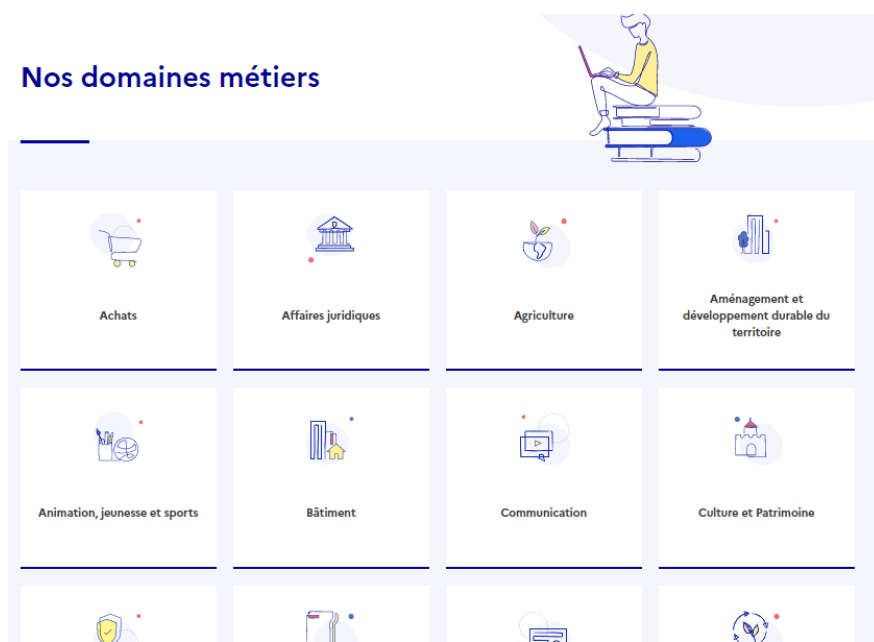 Nos domaines métiers
Achats
Affaires juridiques
Agriculture
Aménagement et
développement durable du
territoire
Animation, jeunesse et sports
Bâtiment
Communication
Culture et Patrimoine